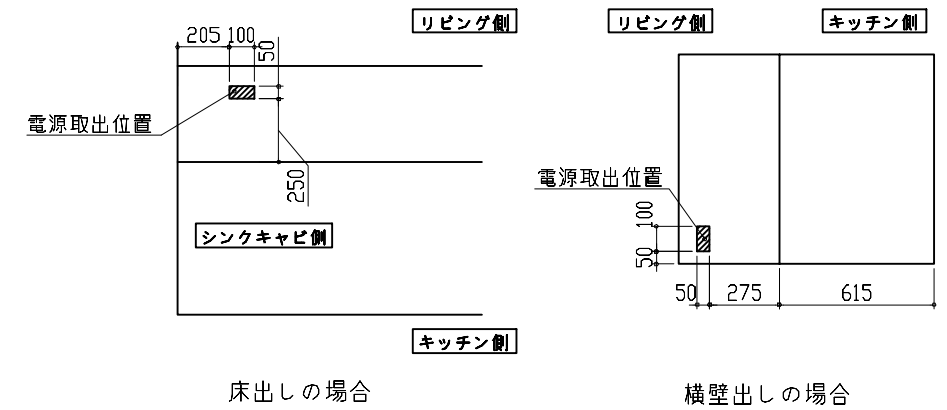 リビング側
205 100
50
電源取出位置
250
シンクキャビ側
キッチン側
床出しの場合
リビング側
キッチン側
電源取出位置
100
50
50
275
615
横壁出しの場合